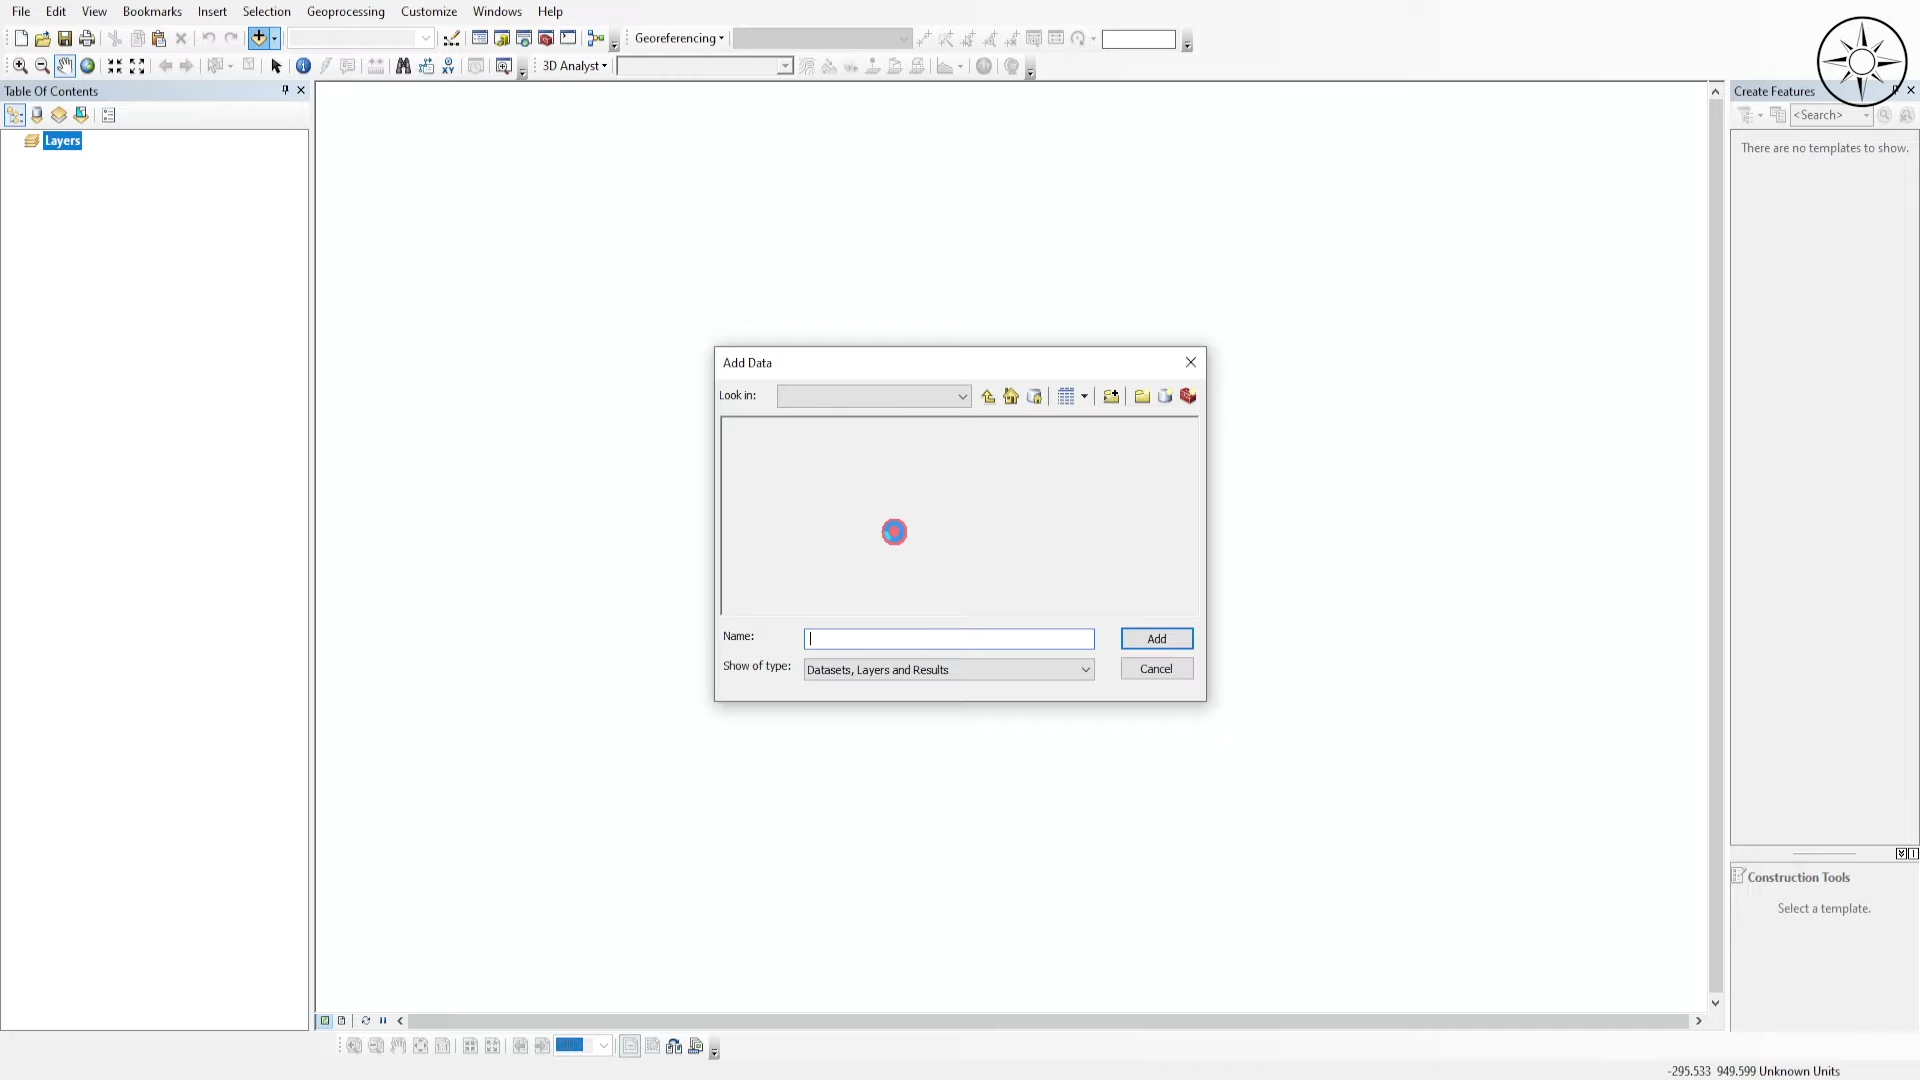 File Edit View Bookmarks Insert Selection Geoprocessing Customize Windows Help
Georeferencing
3D Analyst
Table Of Contents
Layers
Create Features
<Search>
There are no templates to show.
Add Data
Look in:
Name:
Add
Show of type:
Datasets, Layers and Results
Cancel
Construction Tools
Select a template.
-295.533 949.599 Unknown Units